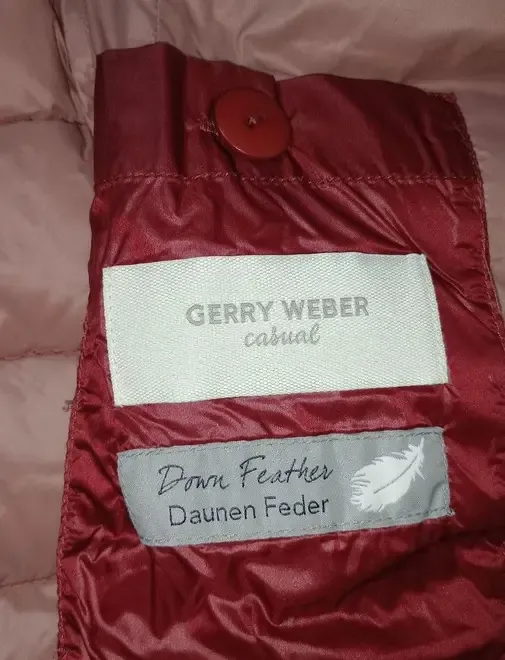 GERRY WEBER
casual
Down Feather
Daunen Feder